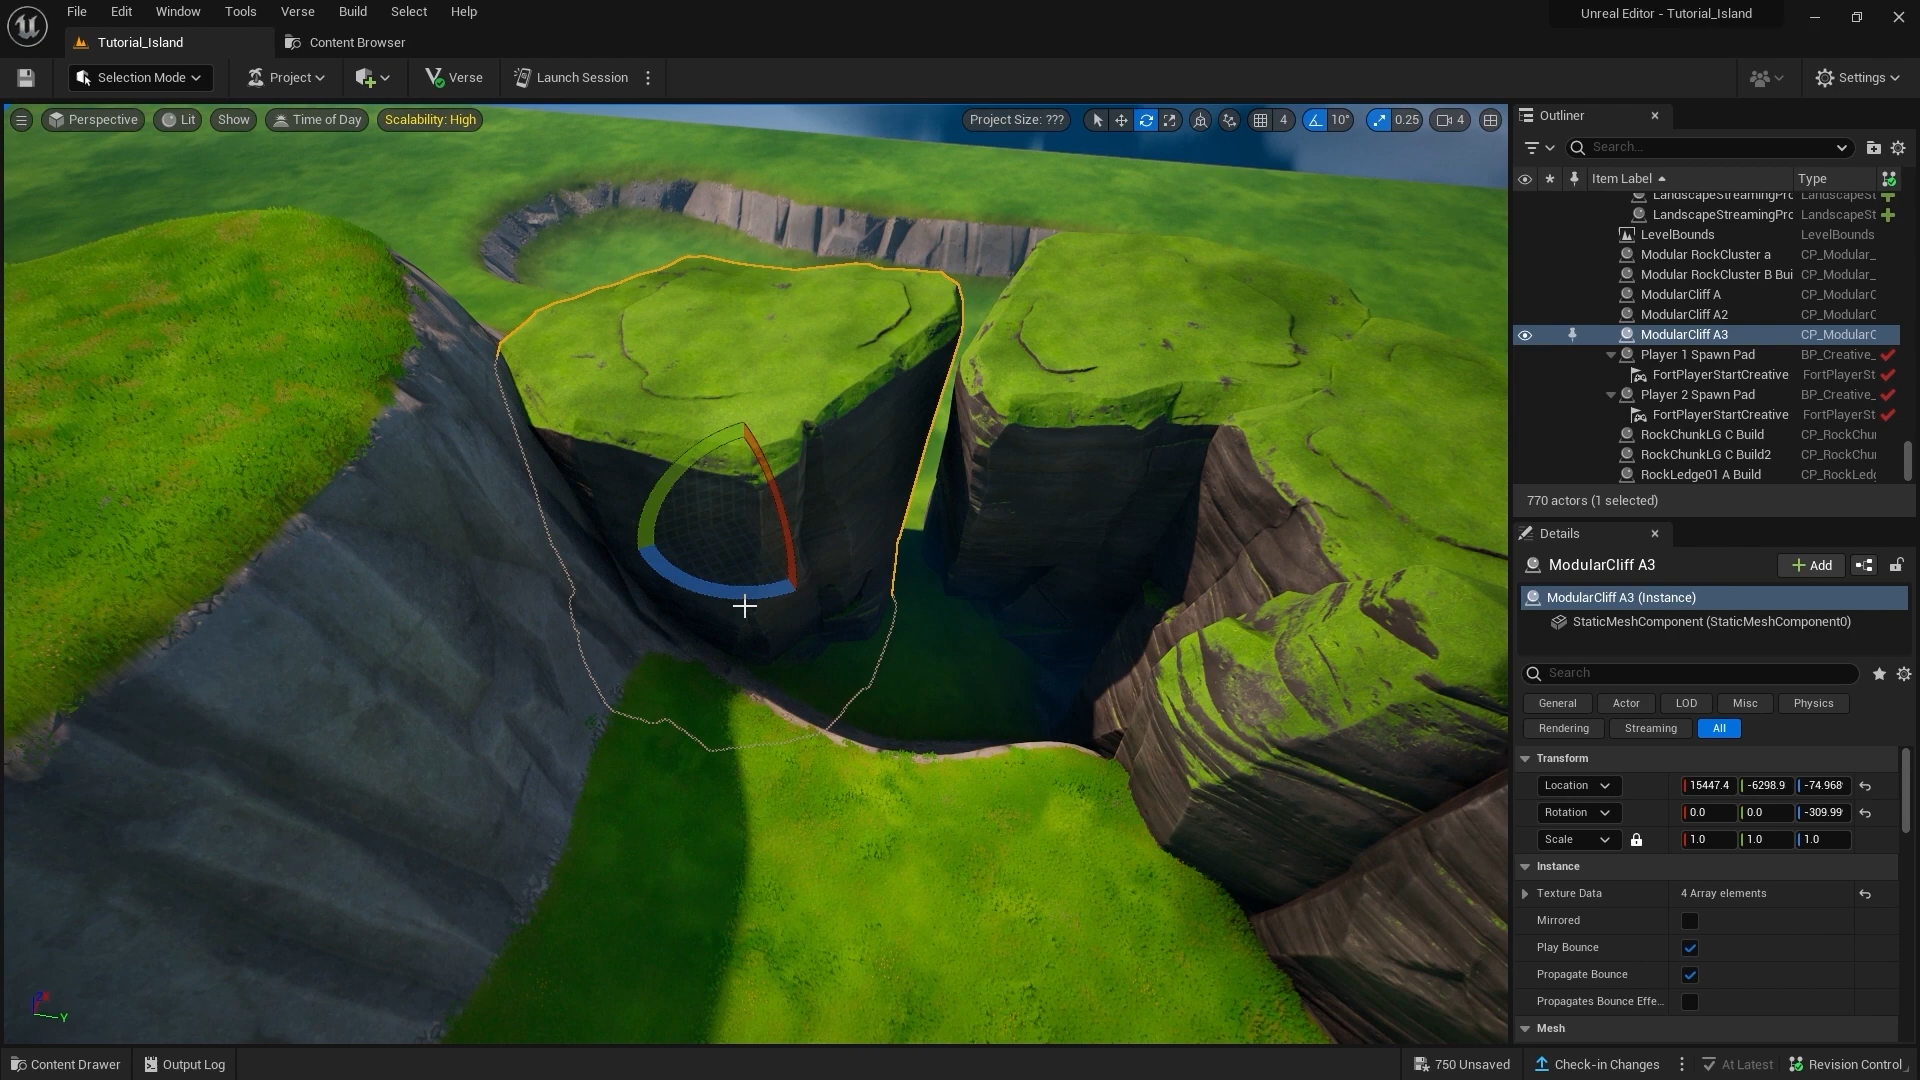 File Edit Window Tools Verse Build Select Help
Unreal Editor - Tutorial_Island
Tutorial_Island
Content Browser
Selection Mode
Project
Verse
Launch Session
Settings
Perspective
Lit
Show
Time of Day
Scalability: High
Project Size: ???
4
10°
0.25
4
Outliner
Search...
Item Label
Type
LandscapeStreamingPrc LandscapeSt
LandscapeStreamingPrc LandscapeSt
LevelBounds LevelBounds
Modular RockCluster a CP_Modular_
Modular RockCluster B Bui CP_Modular_
ModularCliff A CP_ModularC
ModularCliff A2 CP_ModularC
ModularCliff A3 CP_ModularC
Player 1 Spawn Pad BP_Creative_
FortPlayerStartCreative FortPlayerSt
Player 2 Spawn Pad BP_Creative_
FortPlayerStartCreative FortPlayerSt
RockChunkLG C Build CP_RockChu
RockChunkLG C Build2 CP_RockChu
RockLedge01 A Build CP_RockLedg
770 actors (1 selected)
Details
ModularCliff A3
Add
ModularCliff A3 (Instance)
StaticMeshComponent (StaticMeshComponent0)
Search
General Actor LOD Misc Physics
Rendering Streaming All
Transform
Location 15447.4 -6298.9 -74.968
Rotation 0.0 0.0 -309.99
Scale 1.0 1.0 1.0
Instance
Texture Data 4 Array elements
Mirrored
Play Bounce
Propagate Bounce
Propagates Bounce Effe...
Mesh
Z
Y
Content Drawer
Output Log
750 Unsaved
Check-in Changes
At Latest
Revision Control